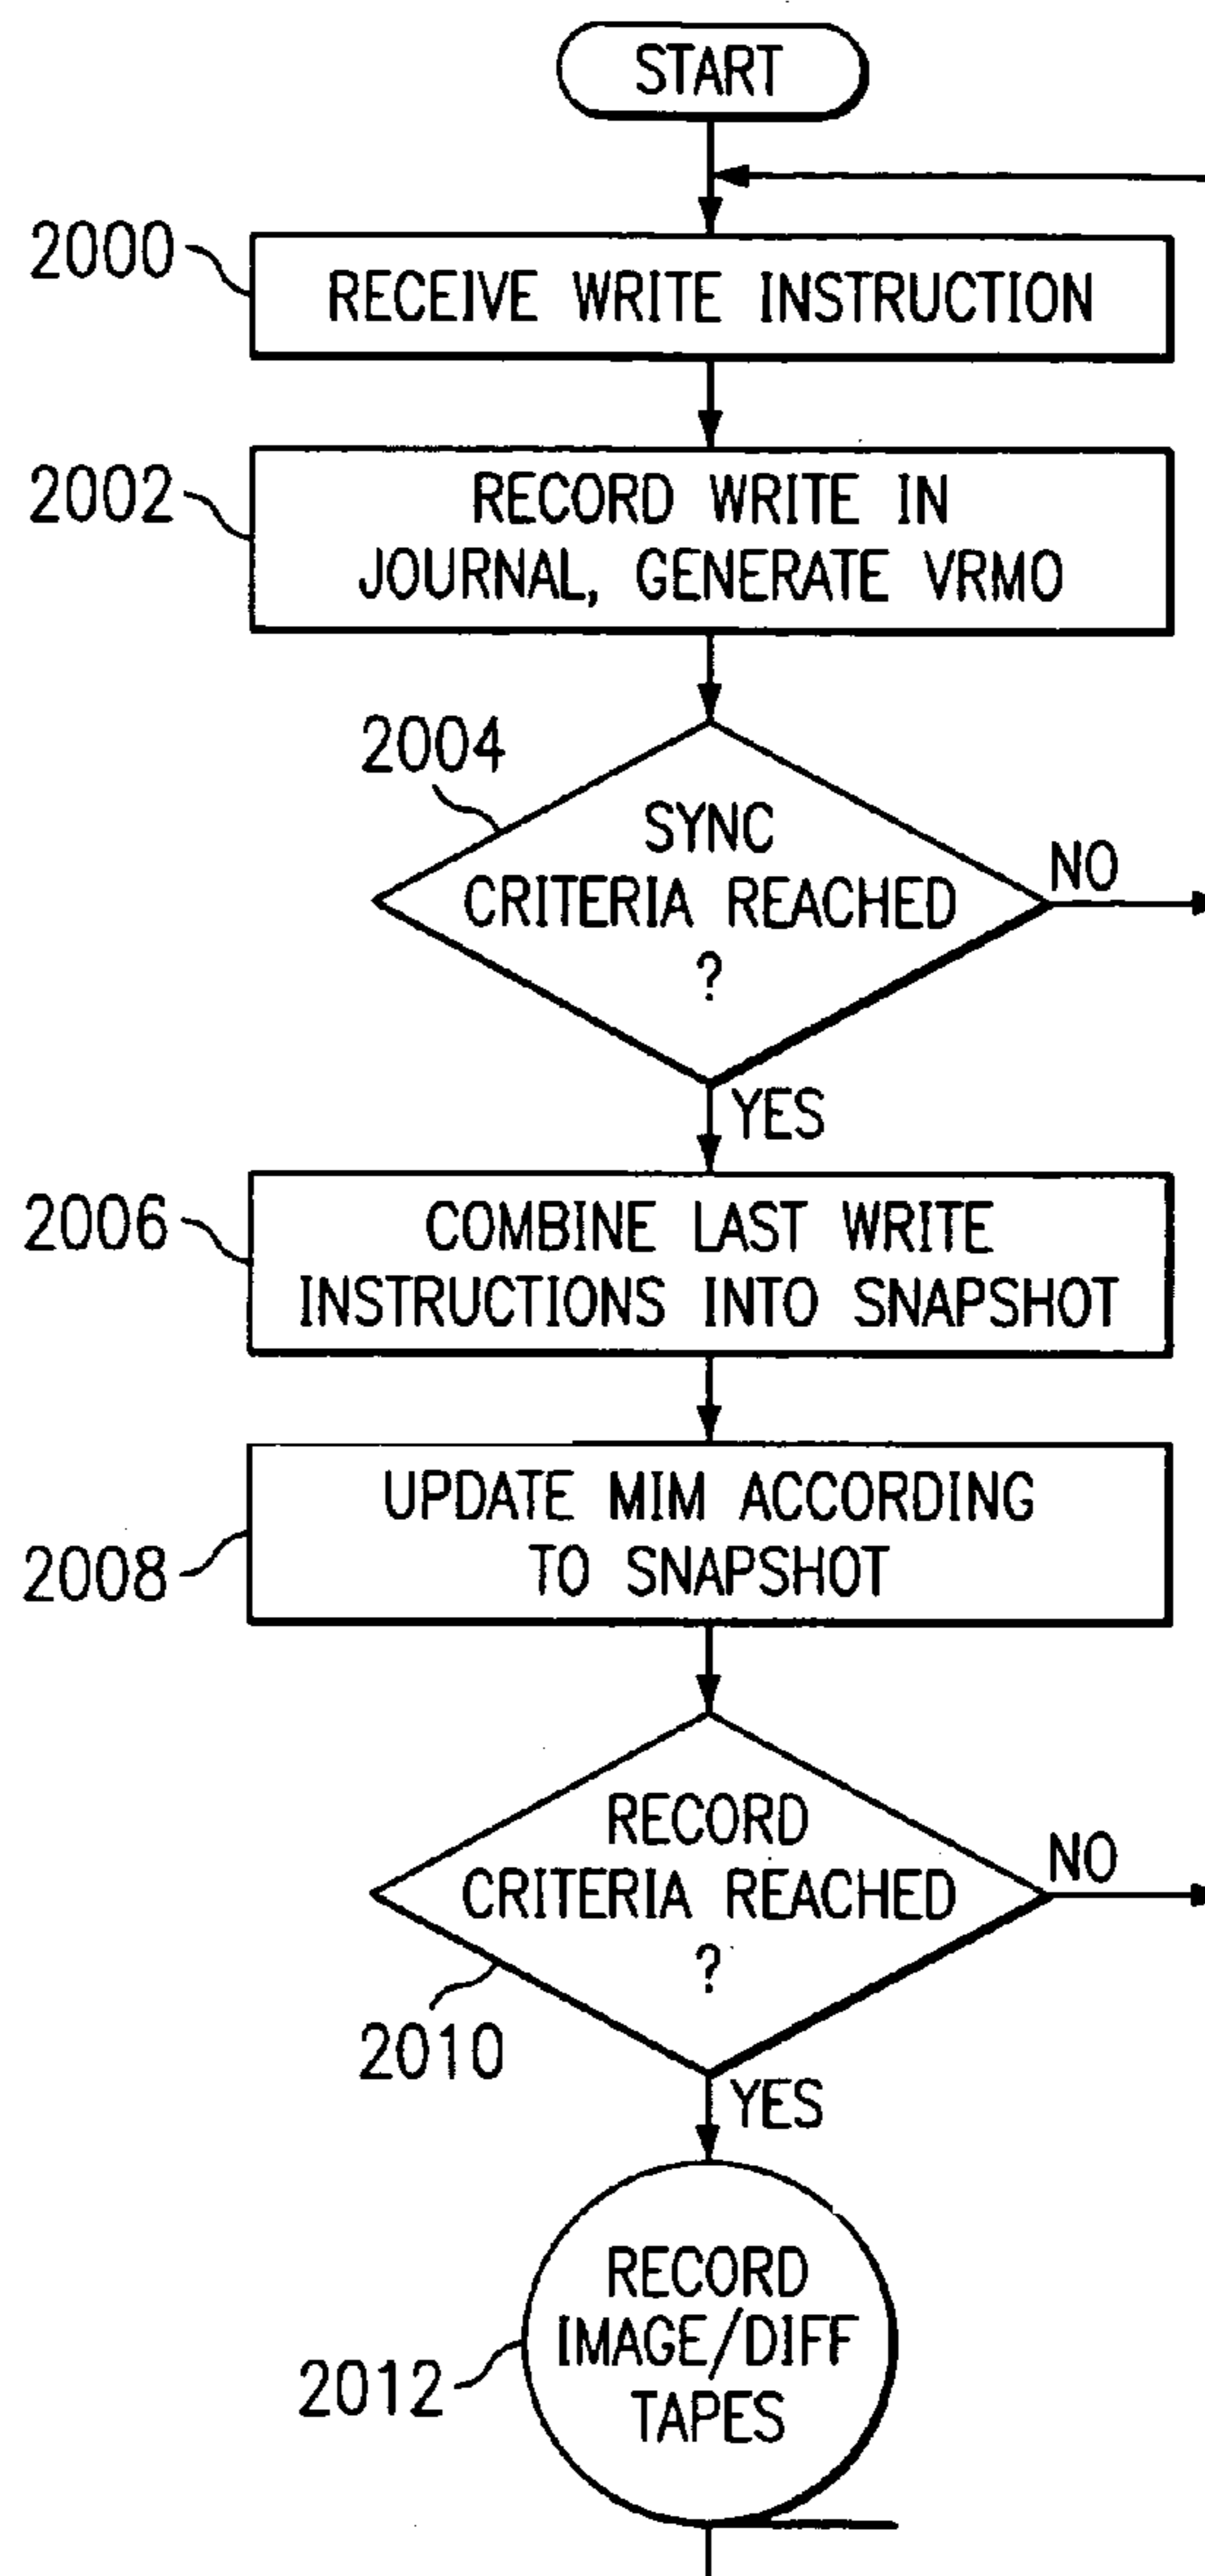 START
2000
RECEIVE WRITE INSTRUCTION
2002
RECORD WRITE IN
JOURNAL, GENERATE VRMO
2004
SYNC
CRITERIA REACHED
?
NO
YES
2006
COMBINE LAST WRITE
INSTRUCTIONS INTO SNAPSHOT
2008
UPDATE MIM ACCORDING
TO SNAPSHOT
RECORD
CRITERIA REACHED
?
NO
2010
YES
2012
RECORD
IMAGE/DIFF
TAPES